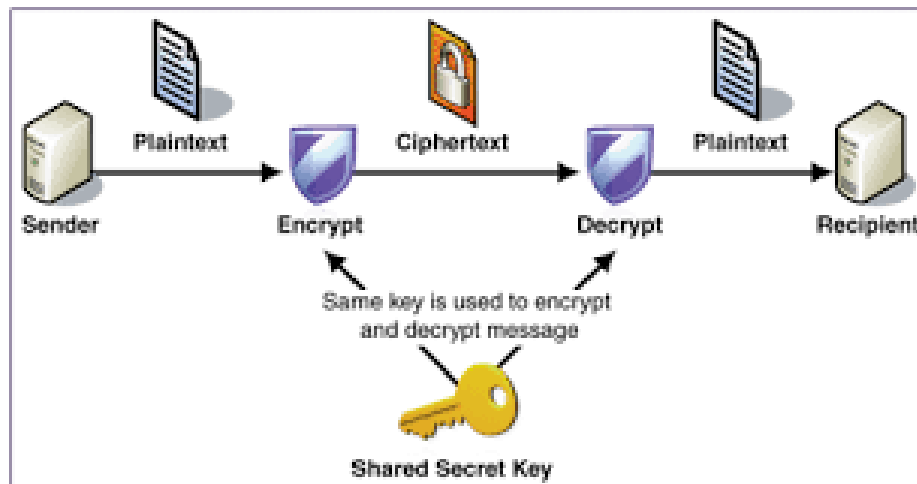 Plaintext
Ciphertext
Plaintext
Sender
Encrypt
Decrypt
Recipient
Same key is used to encrypt
and decrypt message
Shared Secret Key